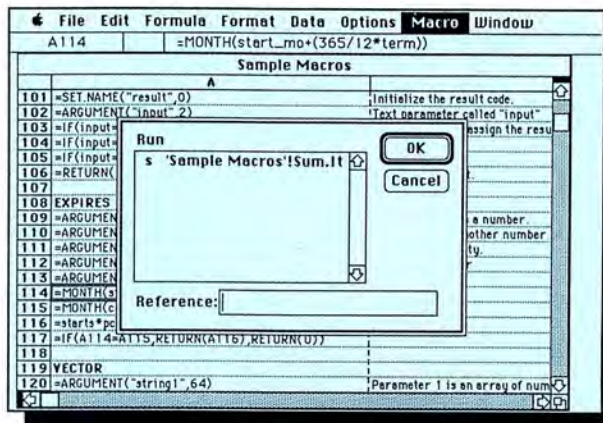 File Edit Formula Format Data Options Macro Window
A114 =MONTH(start_mo+(365/12*term))
Sample Macros
A
101 =SET.NAME("result",0) Initialize the result code.
102 =ARGUMENT("input",2) Text parameter called "input"
103 =IF(input= assign the resu
104 =IF(input=
105 =IF(input=
106 =RETURN( t.
107
108 EXPIRES
109 =ARGUMEN a number.
110 =ARGUMEN other number
111 =ARGUMEN ty.
112 =ARGUMEN r
113 =ARGUMEN
114 =MONTH(s
115 =MONTH(c
116 =starts*pc
117 =IF(A114=A115,RETURN(A116),RETURN(0))
118
119 VECTOR
120 =ARGUMENT("string1",64) Parameter 1 is an array of num
Run
s 'Sample Macros'!Sum.It
OK
Cancel
Reference: